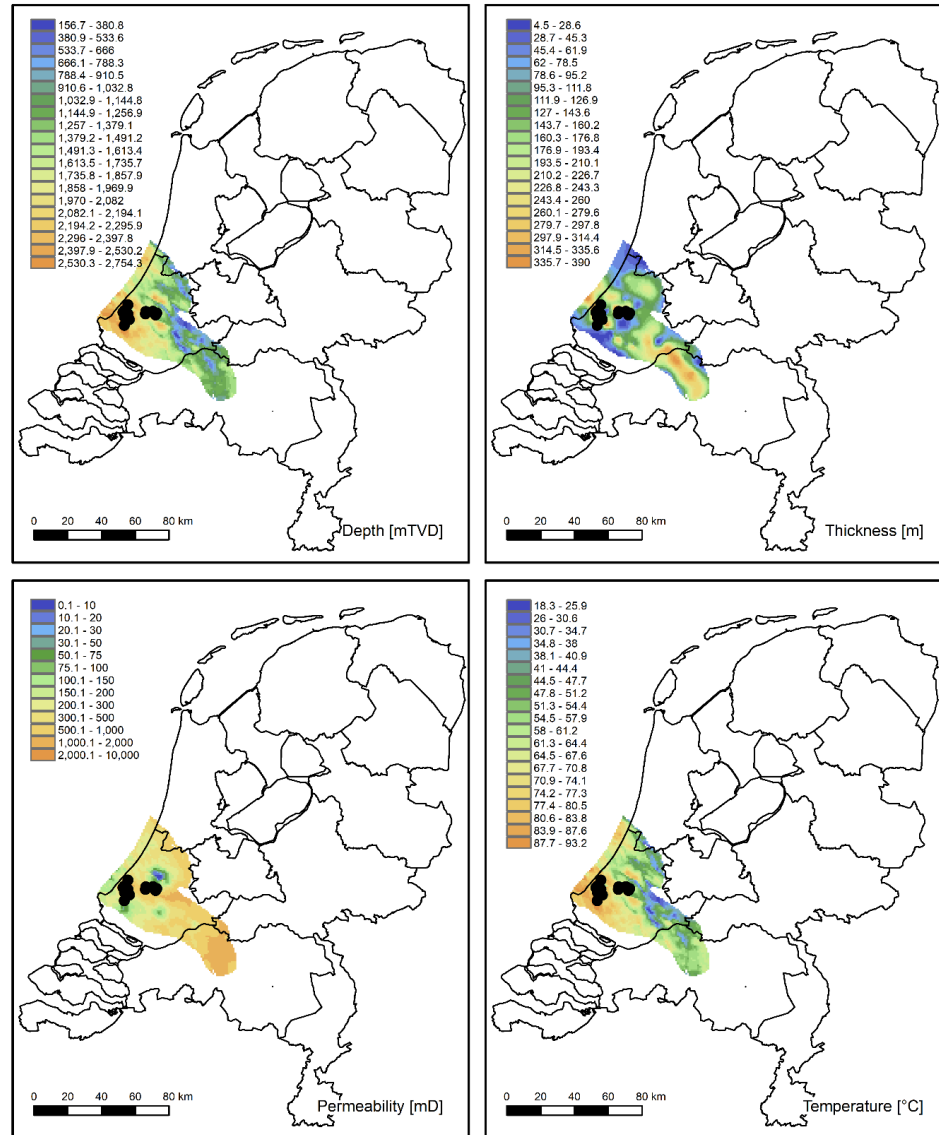 156.7 - 380.8
380.9 - 533.6
533.7 - 666
666.1 - 788.3
788.4 - 910.5
910.6 - 1,032.8
1,032.9 - 1,144.8
1,144.9 - 1,256.9
1,257 - 1,379.1
1,379.2 - 1,491.2
1,491.3 - 1,613.4
1,613.5 - 1,735.7
1,735.8 - 1,857.9
1,858 - 1,969.9
1,970 - 2,082
2,082.1 - 2,194.1
2,194.2 - 2,295.9
2,296 - 2,397.8
2,397.9 - 2,530.2
2,530.3 - 2,754.3
0 20 40 60 80 km
Depth [mTVD]
4.5 - 28.6
28.7 - 45.3
45.4 - 61.9
62 - 78.5
78.6 - 95.2
95.3 - 111.8
111.9 - 126.9
127 - 143.6
143.7 - 160.2
160.3 - 176.8
176.9 - 193.4
193.5 - 210.1
210.2 - 226.7
226.8 - 243.3
243.4 - 260
260.1 - 279.6
279.7 - 297.8
297.9 - 314.4
314.5 - 335.6
335.7 - 390
0 20 40 60 80 km
Thickness [m]
0.1 - 10
10.1 - 20
20.1 - 30
30.1 - 50
50.1 - 75
75.1 - 100
100.1 - 150
150.1 - 200
200.1 - 300
300.1 - 500
500.1 - 1,000
1,000.1 - 2,000
2,000.1 - 10,000
0 20 40 60 80 km
Permeability [mD]
18.3 - 25.9
26 - 30.6
30.7 - 34.7
34.8 - 38
38.1 - 40.9
41 - 44.4
44.5 - 47.7
47.8 - 51.2
51.3 - 54.4
54.5 - 57.9
58 - 61.2
61.3 - 64.4
64.5 - 67.6
67.7 - 70.8
70.9 - 74.1
74.2 - 77.3
77.4 - 80.5
80.6 - 83.8
83.9 - 87.6
87.7 - 93.2
0 20 40 60 80 km
Temperature [°C]